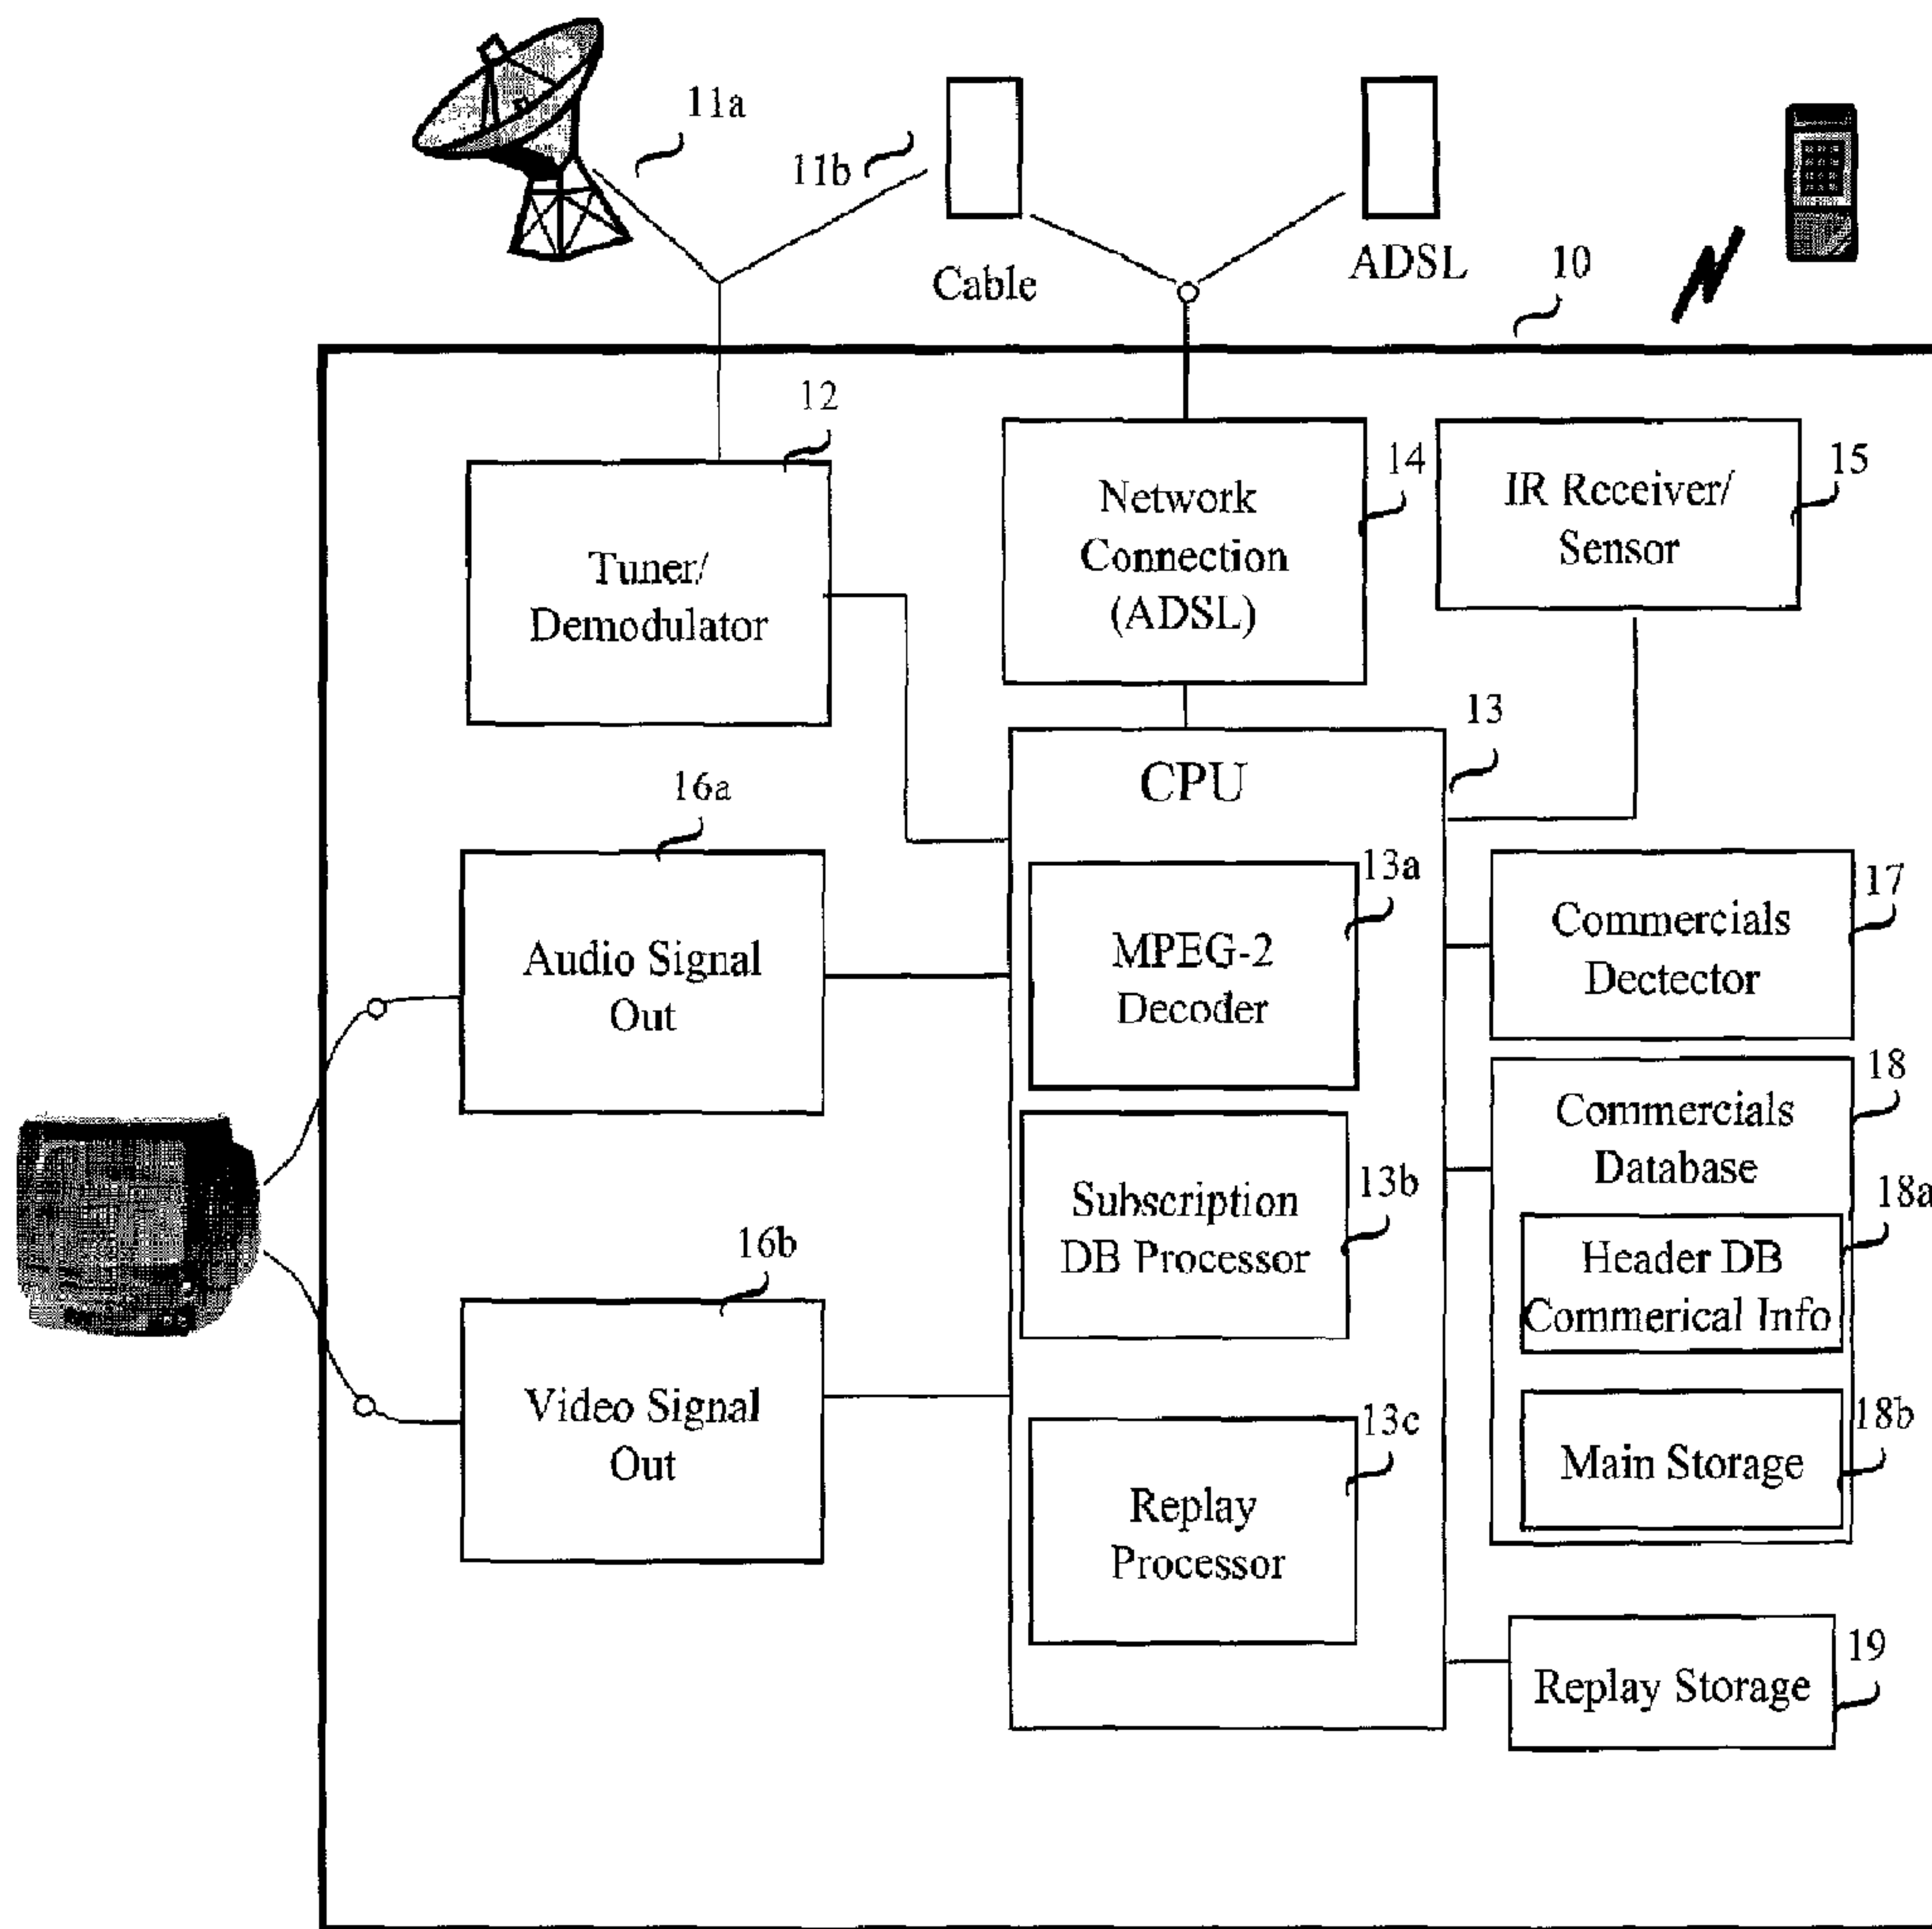 11a
11b
Cable
ADSL
10
12
Tuner/
Demodulator
Network
Connection
(ADSL)
14
IR Receiver/
Sensor
15
13
CPU
16a
Audio Signal
Out
13a
MPEG-2
Decoder
17
Commercials
Dectector
18
Commercials
Database
18a
Header DB
Commerical Info
18b
Main Storage
13b
Subscription
DB Processor
16b
Video Signal
Out
13c
Replay
Processor
19
Replay Storage